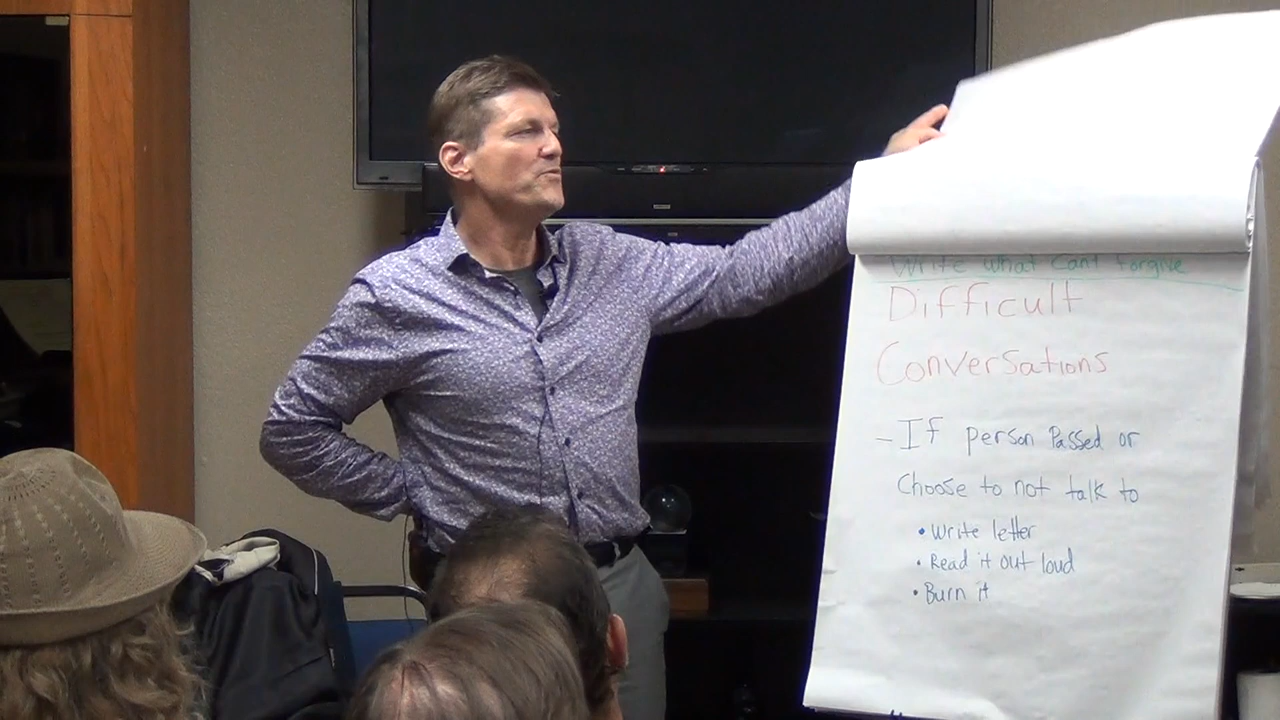 Write what Cant forgive
Difficult
Conversations
- If person Passed or
Choose to not talk to
• Write letter
• Read it out loud
• Burn it